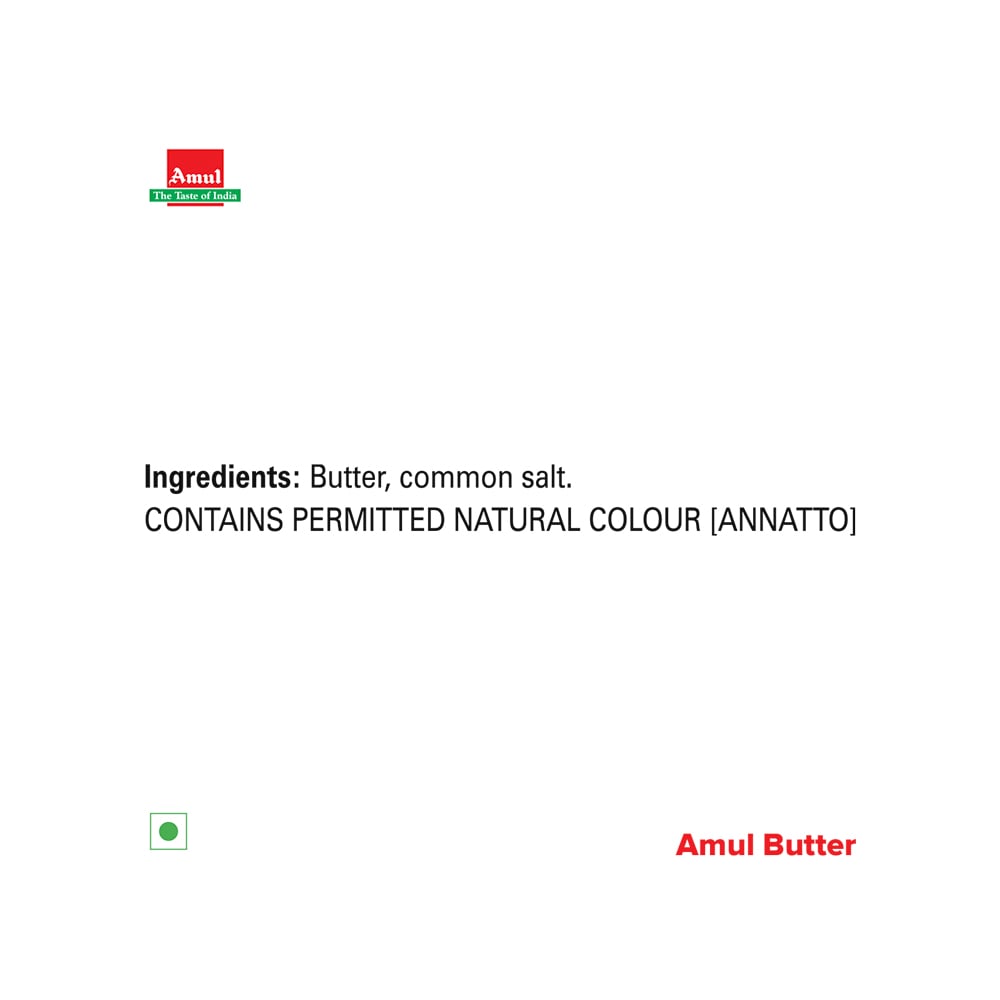 Amul
The Taste of India
Ingredients: Butter, common salt.
CONTAINS PERMITTED NATURAL COLOUR [ANNATTO]
Amul Butter